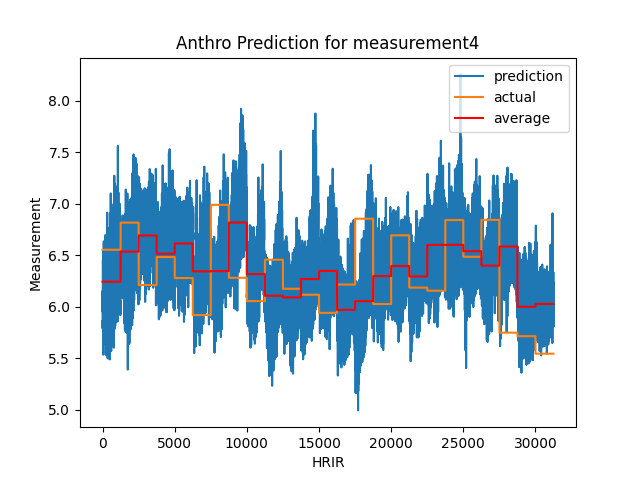 Anthro Prediction for measurement4
prediction
actual
average
Measurement
8.0
7.5
7.0
6.5
6.0
5.5
5.0
0 5000 10000 15000 20000 25000 30000
HRIR